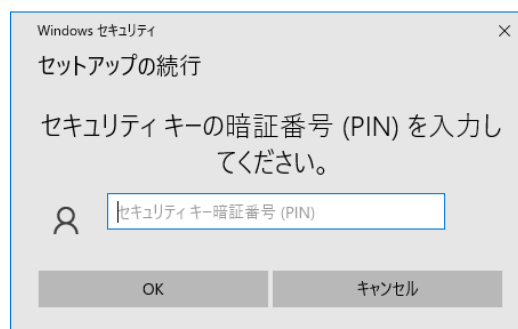 Windows セキュリティ
セットアップの続行
セキュリティ キーの暗証番号 (PIN) を入力し
てください。
セキュリティ キー暗証番号 (PIN)
OK
キャンセル